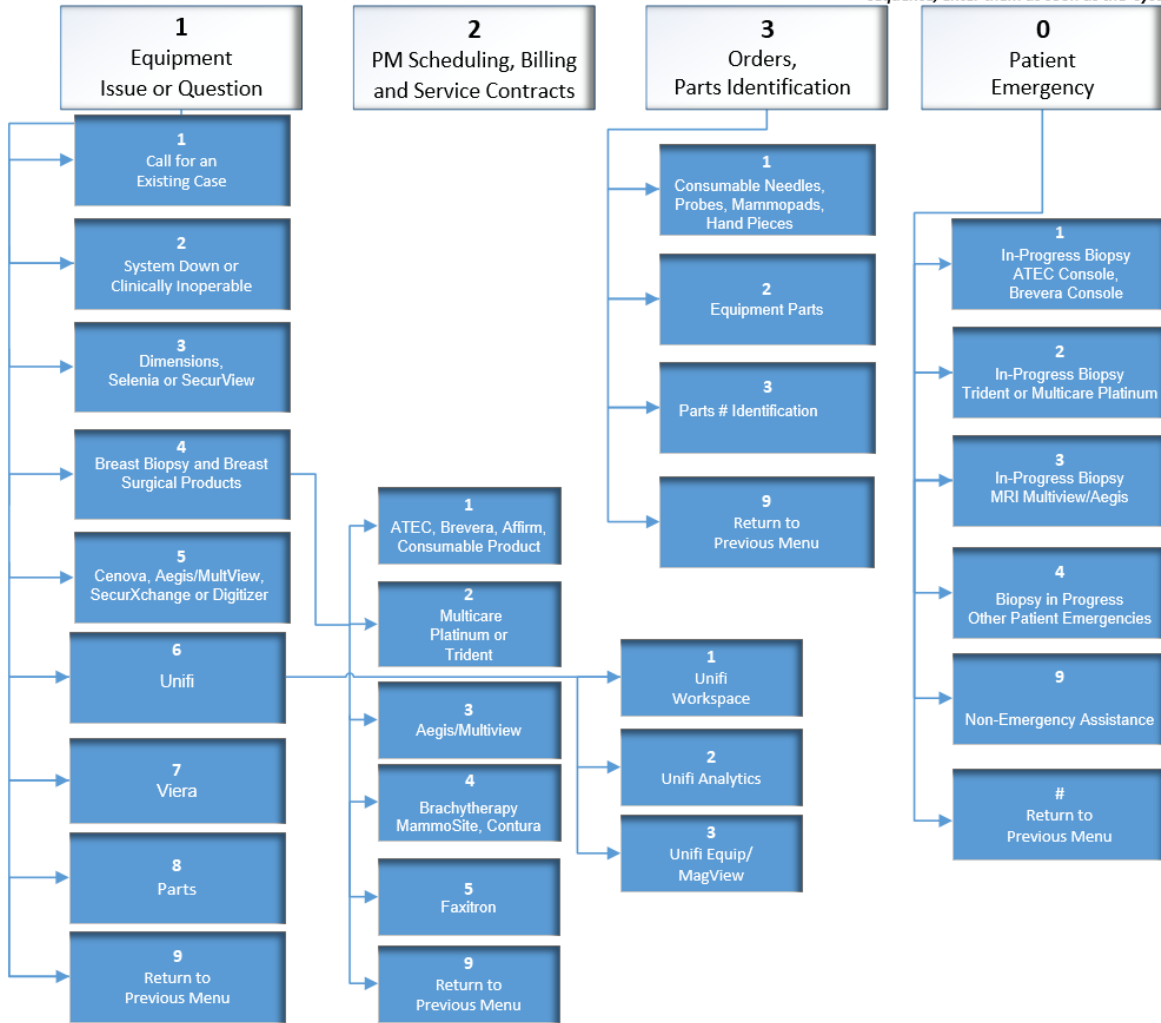 sequence, enter them as soon as the
1
Equipment
Issue or Question
2
PM Scheduling, Billing
and Service Contracts
3
Orders,
Parts Identification
0
Patient
Emergency
1
Call for an
Existing Case
2
System Down or
Clinically Inoperable
3
Dimensions,
Selenia or SecurView
4
Breast Biopsy and Breast
Surgical Products
5
Cenova, Aegis/MultView,
SecurXchange or Digitizer
6
Unifi
7
Viera
8
Parts
9
Return to
Previous Menu
1
ATEC, Brevera, Affirm,
Consumable Product
2
Multicare
Platinum or
Trident
3
Aegis/Multiview
4
Brachytherapy
MammoSite, Contura
5
Faxitron
9
Return to
Previous Menu
1
Consumable Needles,
Probes, Mammopads,
Hand Pieces
2
Equipment Parts
3
Parts # Identification
9
Return to
Previous Menu
1
Unifi
Workspace
2
Unifi Analytics
3
Unifi Equip/
MagView
1
In-Progress Biopsy
ATEC Console,
Brevera Console
2
In-Progress Biopsy
Trident or Multicare Platinum
3
In-Progress Biopsy
MRI Multiview/Aegis
4
Biopsy in Progress
Other Patient Emergencies
9
Non-Emergency Assistance
#
Return to
Previous Menu